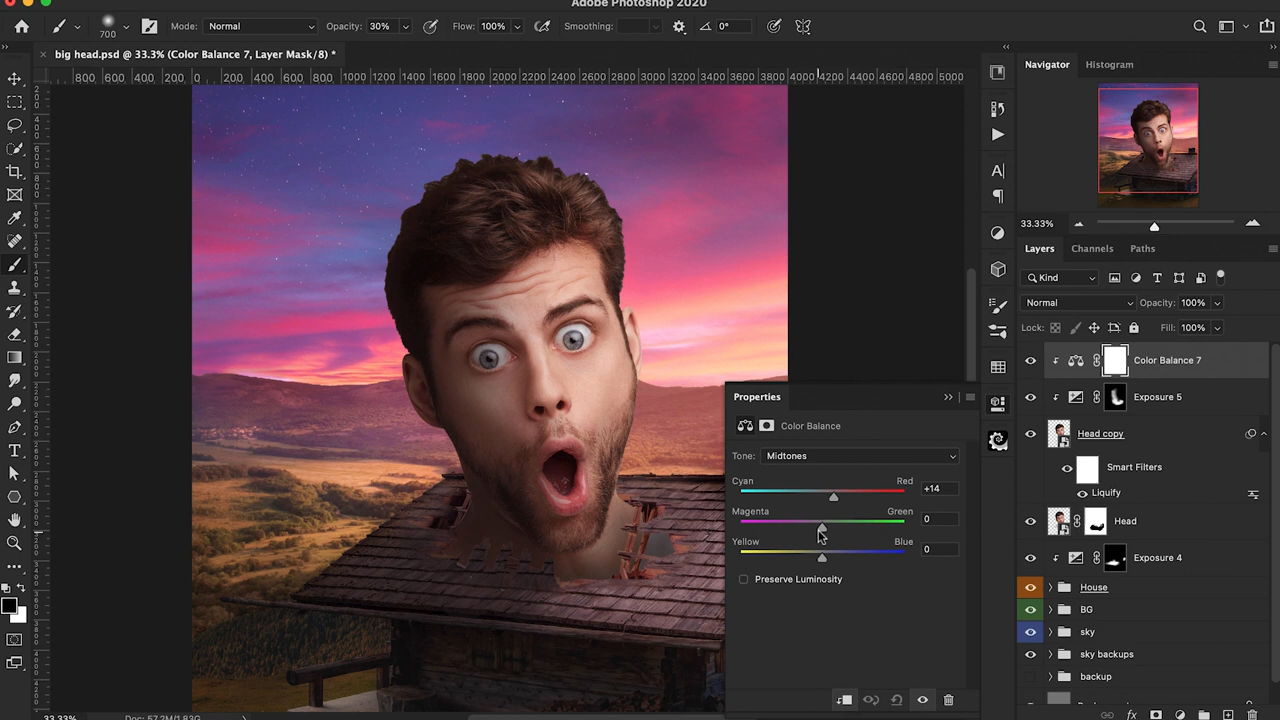 Adobe Photoshop 2020
700
Mode: Normal
Opacity: 30%
Flow: 100%
Smoothing:
0°
big head.psd @ 33.3% (Color Balance 7, Layer Mask/8) *
800 600 400 200 0 200 400 600 800 1000 1200 1400 1600 1800 2000 2200 2400 2600 2800 3000 3200 3400 3600 3800 4000 4200 4400 4600 4800 5000
Navigator Histogram
33.33%
Layers Channels Paths
Kind
Normal Opacity: 100%
Lock: Fill: 100%
Color Balance 7
Exposure 5
Head copy
Smart Filters
Liquify
Head
Exposure 4
House
BG
sky
sky backups
backup
Properties
Color Balance
Tone: Midtones
Cyan Red +14
Magenta Green 0
Yellow Blue 0
Preserve Luminosity
33.33% Doc: 57.2M/1.83G